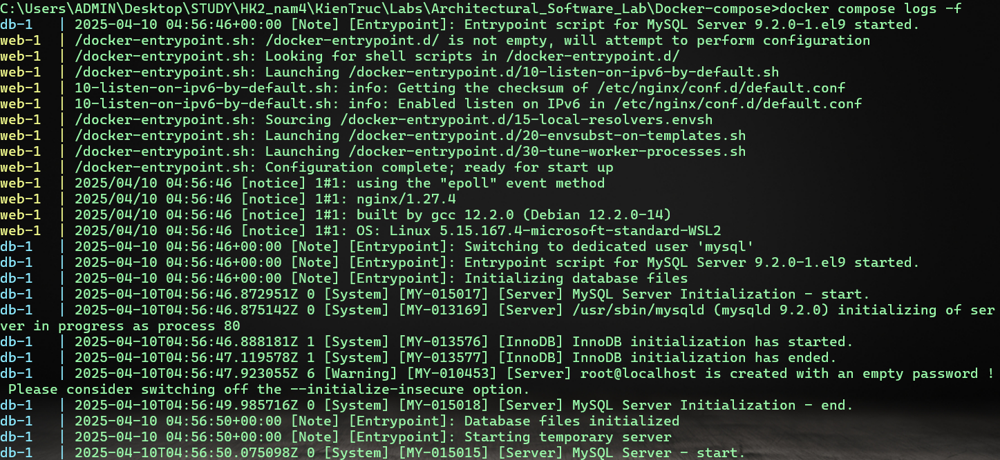 C:\Users\ADMIN\Desktop\STUDY\HK2_nam4\KienTruc\Labs\Architectural_Software_Lab\Docker-compose>docker compose logs -f
db-1   | 2025-04-10 04:56:46+00:00 [Note] [Entrypoint]: Entrypoint script for MySQL Server 9.2.0-1.el9 started.
web-1  | /docker-entrypoint.sh: /docker-entrypoint.d/ is not empty, will attempt to perform configuration
web-1  | /docker-entrypoint.sh: Looking for shell scripts in /docker-entrypoint.d/
web-1  | /docker-entrypoint.sh: Launching /docker-entrypoint.d/10-listen-on-ipv6-by-default.sh
web-1  | 10-listen-on-ipv6-by-default.sh: info: Getting the checksum of /etc/nginx/conf.d/default.conf
web-1  | 10-listen-on-ipv6-by-default.sh: info: Enabled listen on IPv6 in /etc/nginx/conf.d/default.conf
web-1  | /docker-entrypoint.sh: Sourcing /docker-entrypoint.d/15-local-resolvers.envsh
web-1  | /docker-entrypoint.sh: Launching /docker-entrypoint.d/20-envsubst-on-templates.sh
web-1  | /docker-entrypoint.sh: Launching /docker-entrypoint.d/30-tune-worker-processes.sh
web-1  | /docker-entrypoint.sh: Configuration complete; ready for start up
web-1  | 2025/04/10 04:56:46 [notice] 1#1: using the "epoll" event method
web-1  | 2025/04/10 04:56:46 [notice] 1#1: nginx/1.27.4
web-1  | 2025/04/10 04:56:46 [notice] 1#1: built by gcc 12.2.0 (Debian 12.2.0-14)
web-1  | 2025/04/10 04:56:46 [notice] 1#1: OS: Linux 5.15.167.4-microsoft-standard-WSL2
db-1   | 2025-04-10 04:56:46+00:00 [Note] [Entrypoint]: Switching to dedicated user 'mysql'
db-1   | 2025-04-10 04:56:46+00:00 [Note] [Entrypoint]: Entrypoint script for MySQL Server 9.2.0-1.el9 started.
db-1   | 2025-04-10 04:56:46+00:00 [Note] [Entrypoint]: Initializing database files
db-1   | 2025-04-10T04:56:46.872951Z 0 [System] [MY-015017] [Server] MySQL Server Initialization - start.
db-1   | 2025-04-10T04:56:46.875142Z 0 [System] [MY-013169] [Server] /usr/sbin/mysqld (mysqld 9.2.0) initializing of ser
ver in progress as process 80
db-1   | 2025-04-10T04:56:46.888181Z 1 [System] [MY-013576] [InnoDB] InnoDB initialization has started.
db-1   | 2025-04-10T04:56:47.119578Z 1 [System] [MY-013577] [InnoDB] InnoDB initialization has ended.
db-1   | 2025-04-10T04:56:47.923055Z 6 [Warning] [MY-010453] [Server] root@localhost is created with an empty password !
 Please consider switching off the --initialize-insecure option.
db-1   | 2025-04-10T04:56:49.985716Z 0 [System] [MY-015018] [Server] MySQL Server Initialization - end.
db-1   | 2025-04-10 04:56:50+00:00 [Note] [Entrypoint]: Database files initialized
db-1   | 2025-04-10 04:56:50+00:00 [Note] [Entrypoint]: Starting temporary server
db-1   | 2025-04-10T04:56:50.075098Z 0 [System] [MY-015015] [Server] MySQL Server - start.